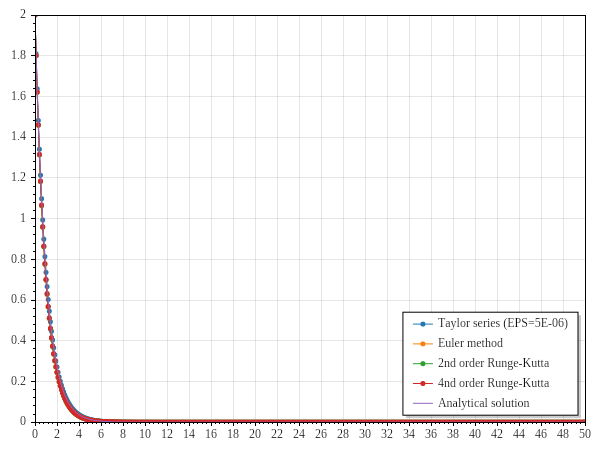 2
1.8
1.6
1.4
1.2
1
0.8
0.6
0.4
0.2
0
0 2 4 6 8 10 12 14 16 18 20 22 24 26 28 30 32 34 36 38 40 42 44 46 48 50
Taylor series (EPS=5E-06)
Euler method
2nd order Runge-Kutta
4nd order Runge-Kutta
Analytical solution